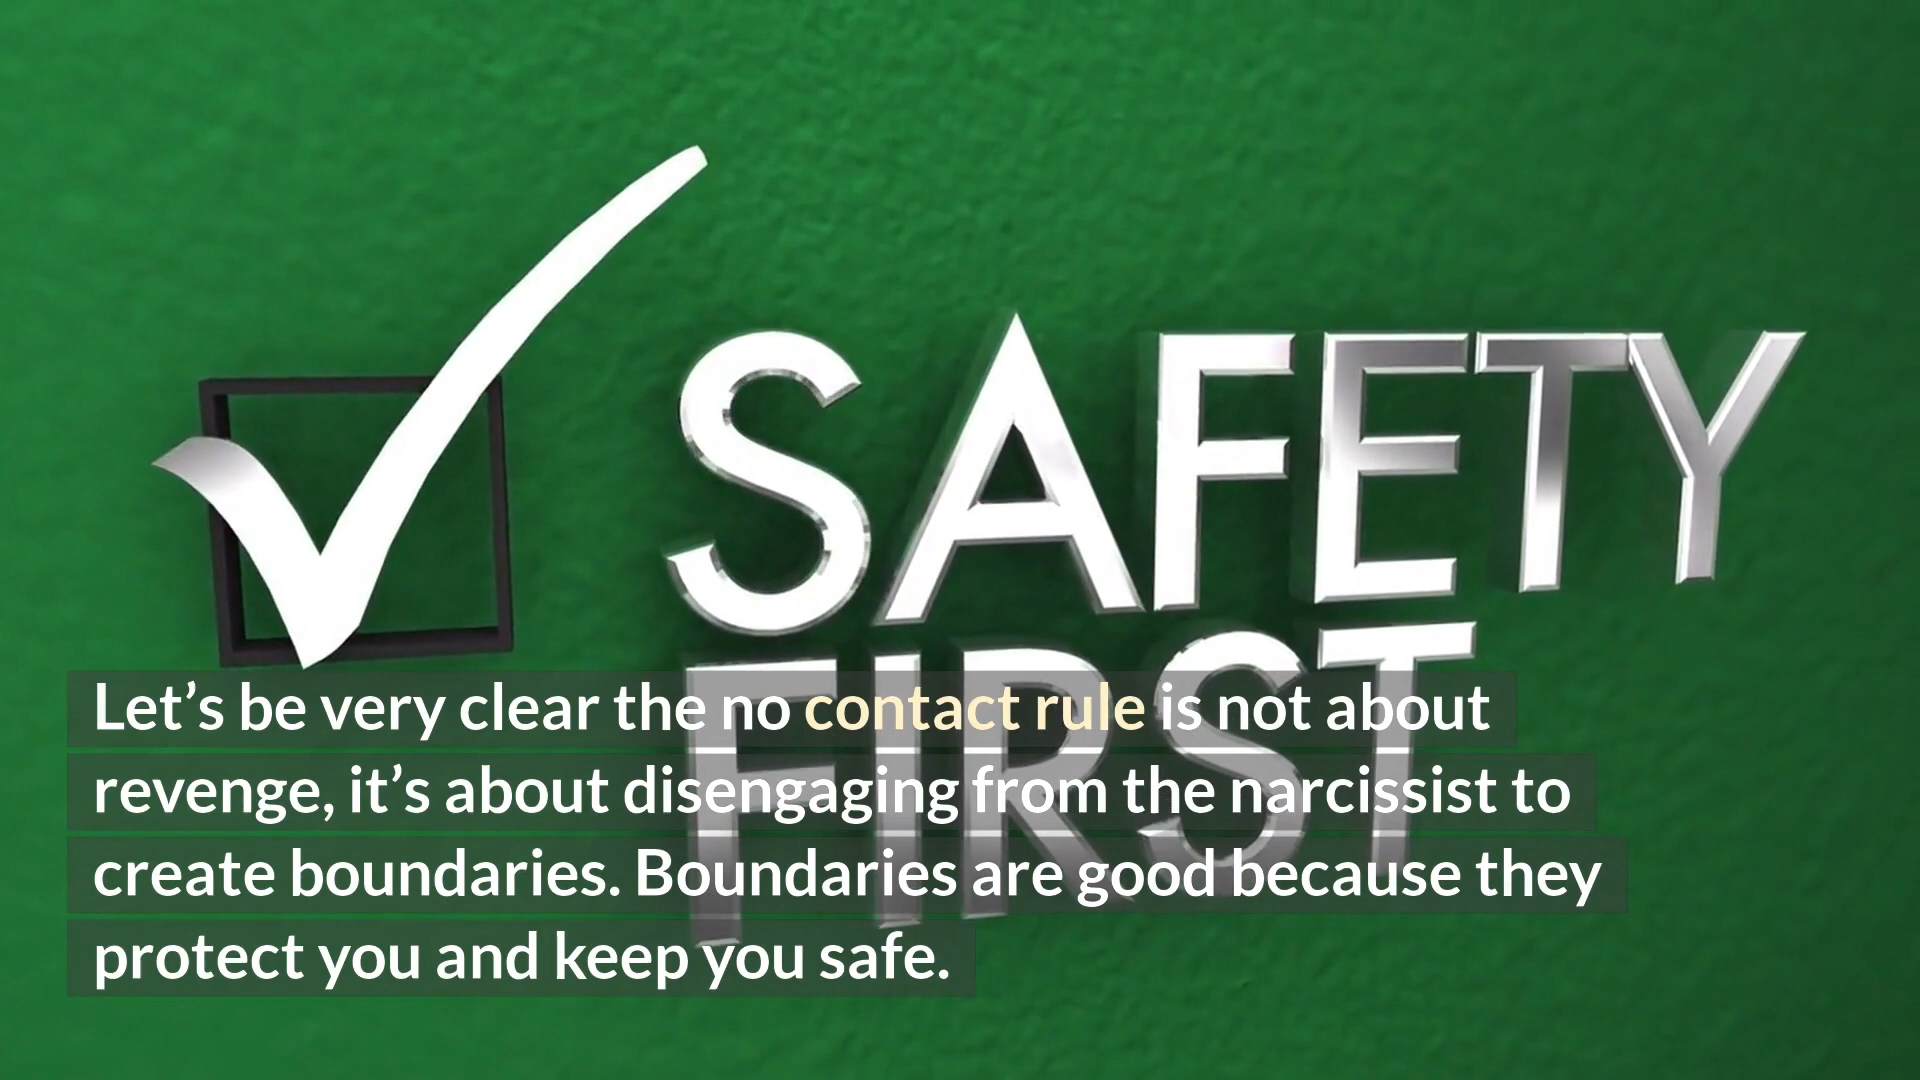 SAFETY
FIRST
Let’s be very clear the no contact rule is not about
revenge, it’s about disengaging from the narcissist to
create boundaries. Boundaries are good because they
protect you and keep you safe.